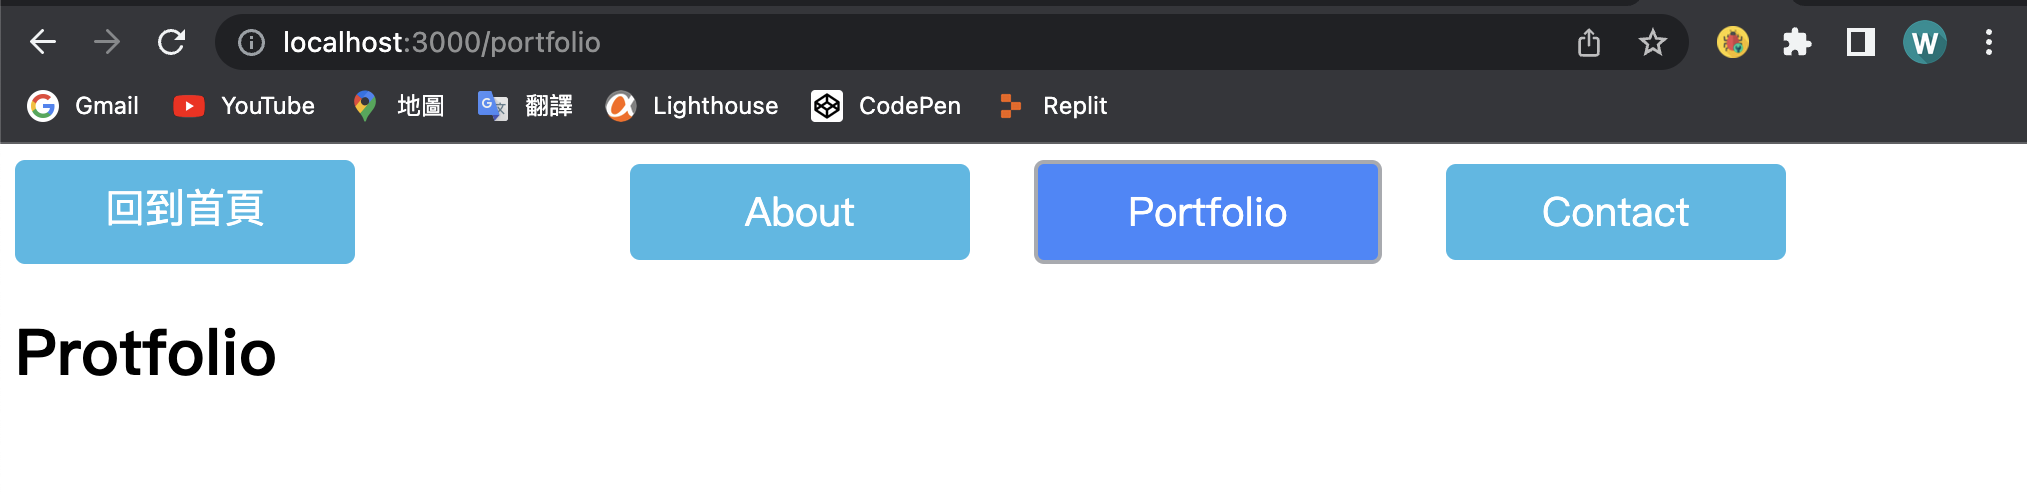 localhost:3000/portfolio
W
Gmail YouTube 地圖 翻譯 Lighthouse CodePen Replit
回到首頁 About Portfolio Contact
Protfolio